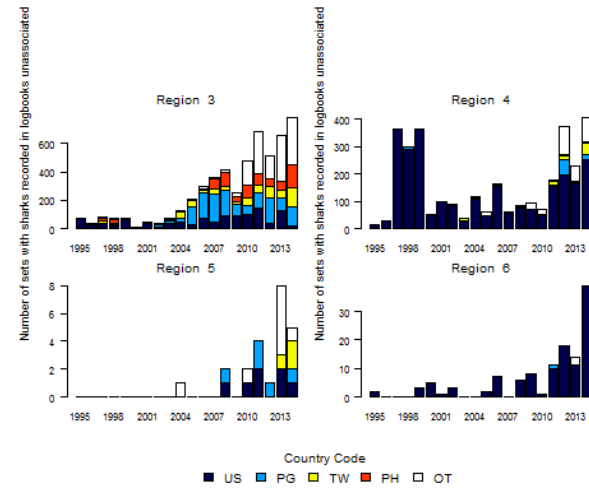 Number of sets with sharks recorded in logbooks unassociated
Region 3
600
400
200
0
1995 1998 2001 2004 2007 2010 2013
Number of sets with sharks recorded in logbooks unassociated
Region 4
400
300
200
100
0
1995 1998 2001 2004 2007 2010 2013
Region 5
8
6
4
2
0
1995 1998 2001 2004 2007 2010 2013
Region 6
30
20
10
0
1995 1998 2001 2004 2007 2010 2013
Country Code
US PG TW PH OT